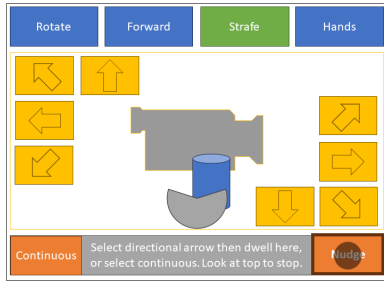 Rotate
Forward
Strafe
Hands
Continuous
Select directional arrow then dwell here,
or select continuous. Look at top to stop.
Nudge